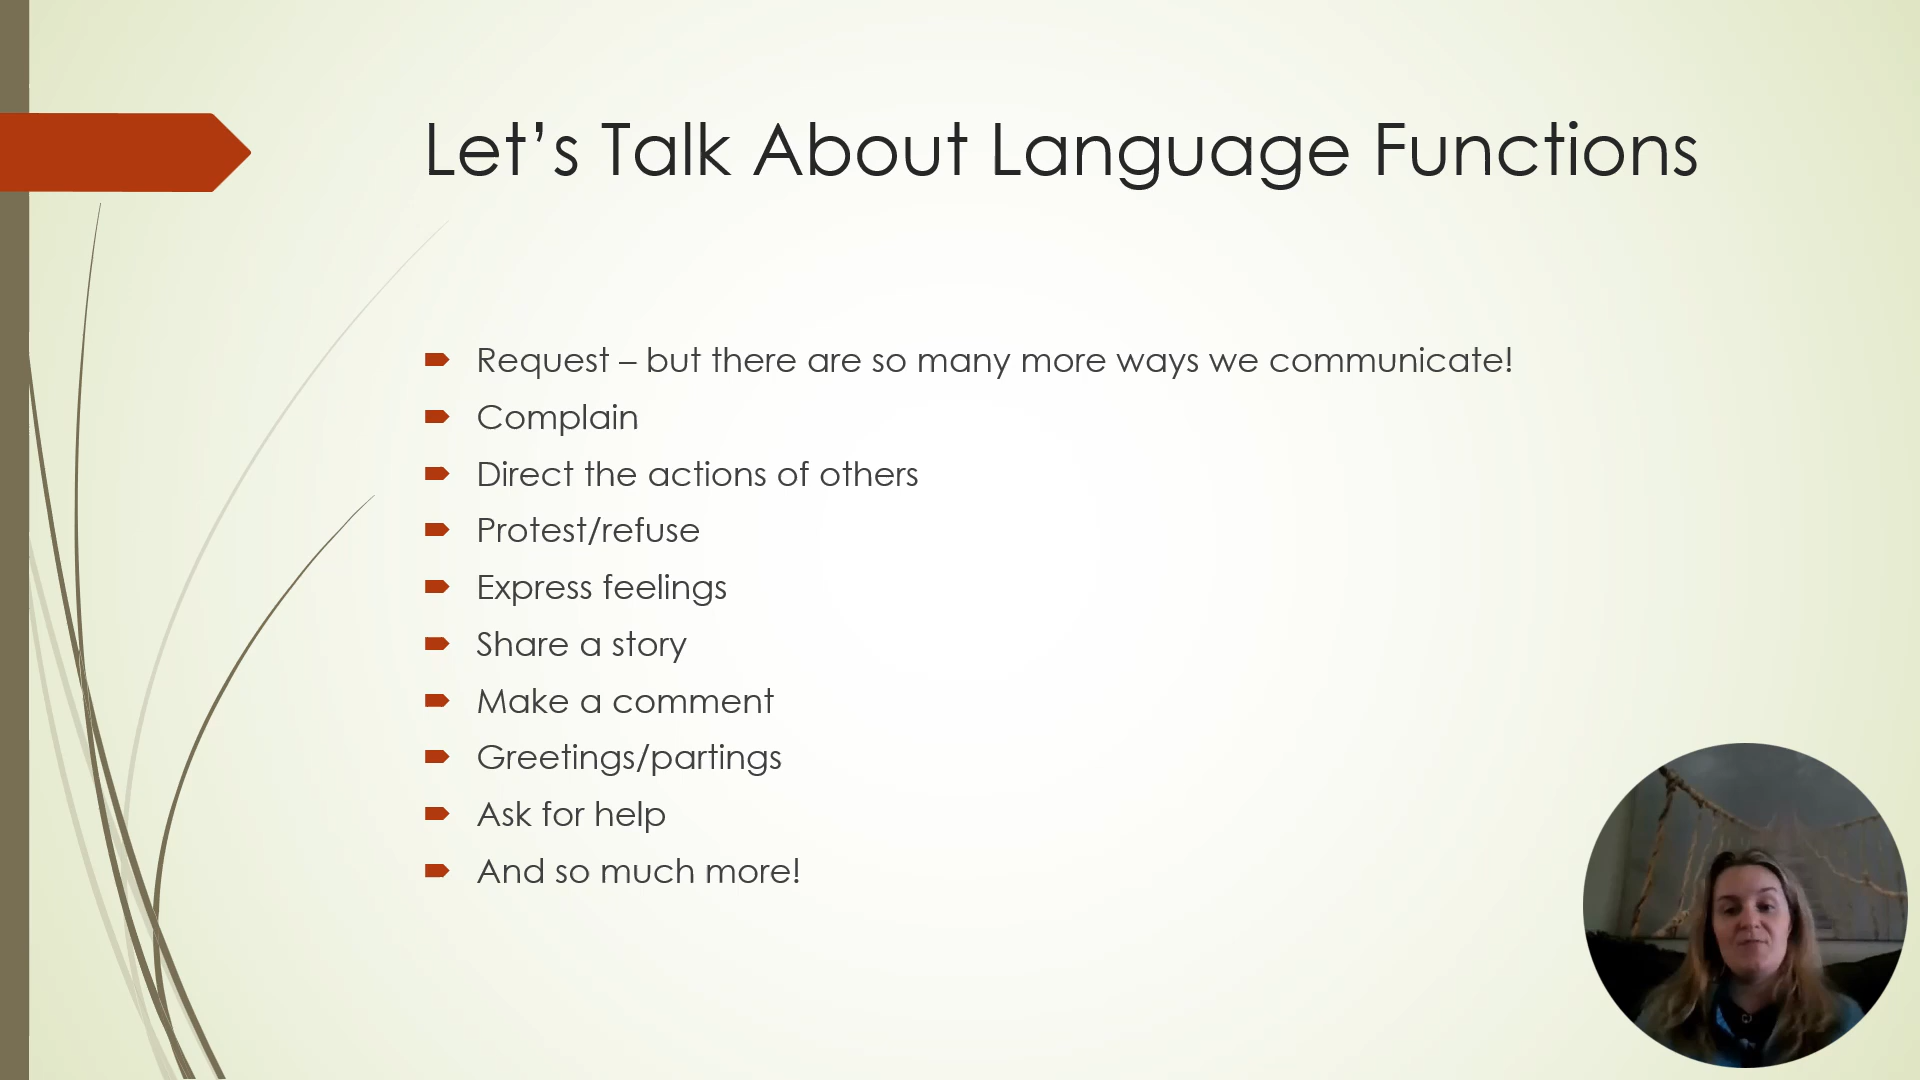 Let’s Talk About Language Functions
Request – but there are so many more ways we communicate!
Complain
Direct the actions of others
Protest/refuse
Express feelings
Share a story
Make a comment
Greetings/partings
Ask for help
And so much more!